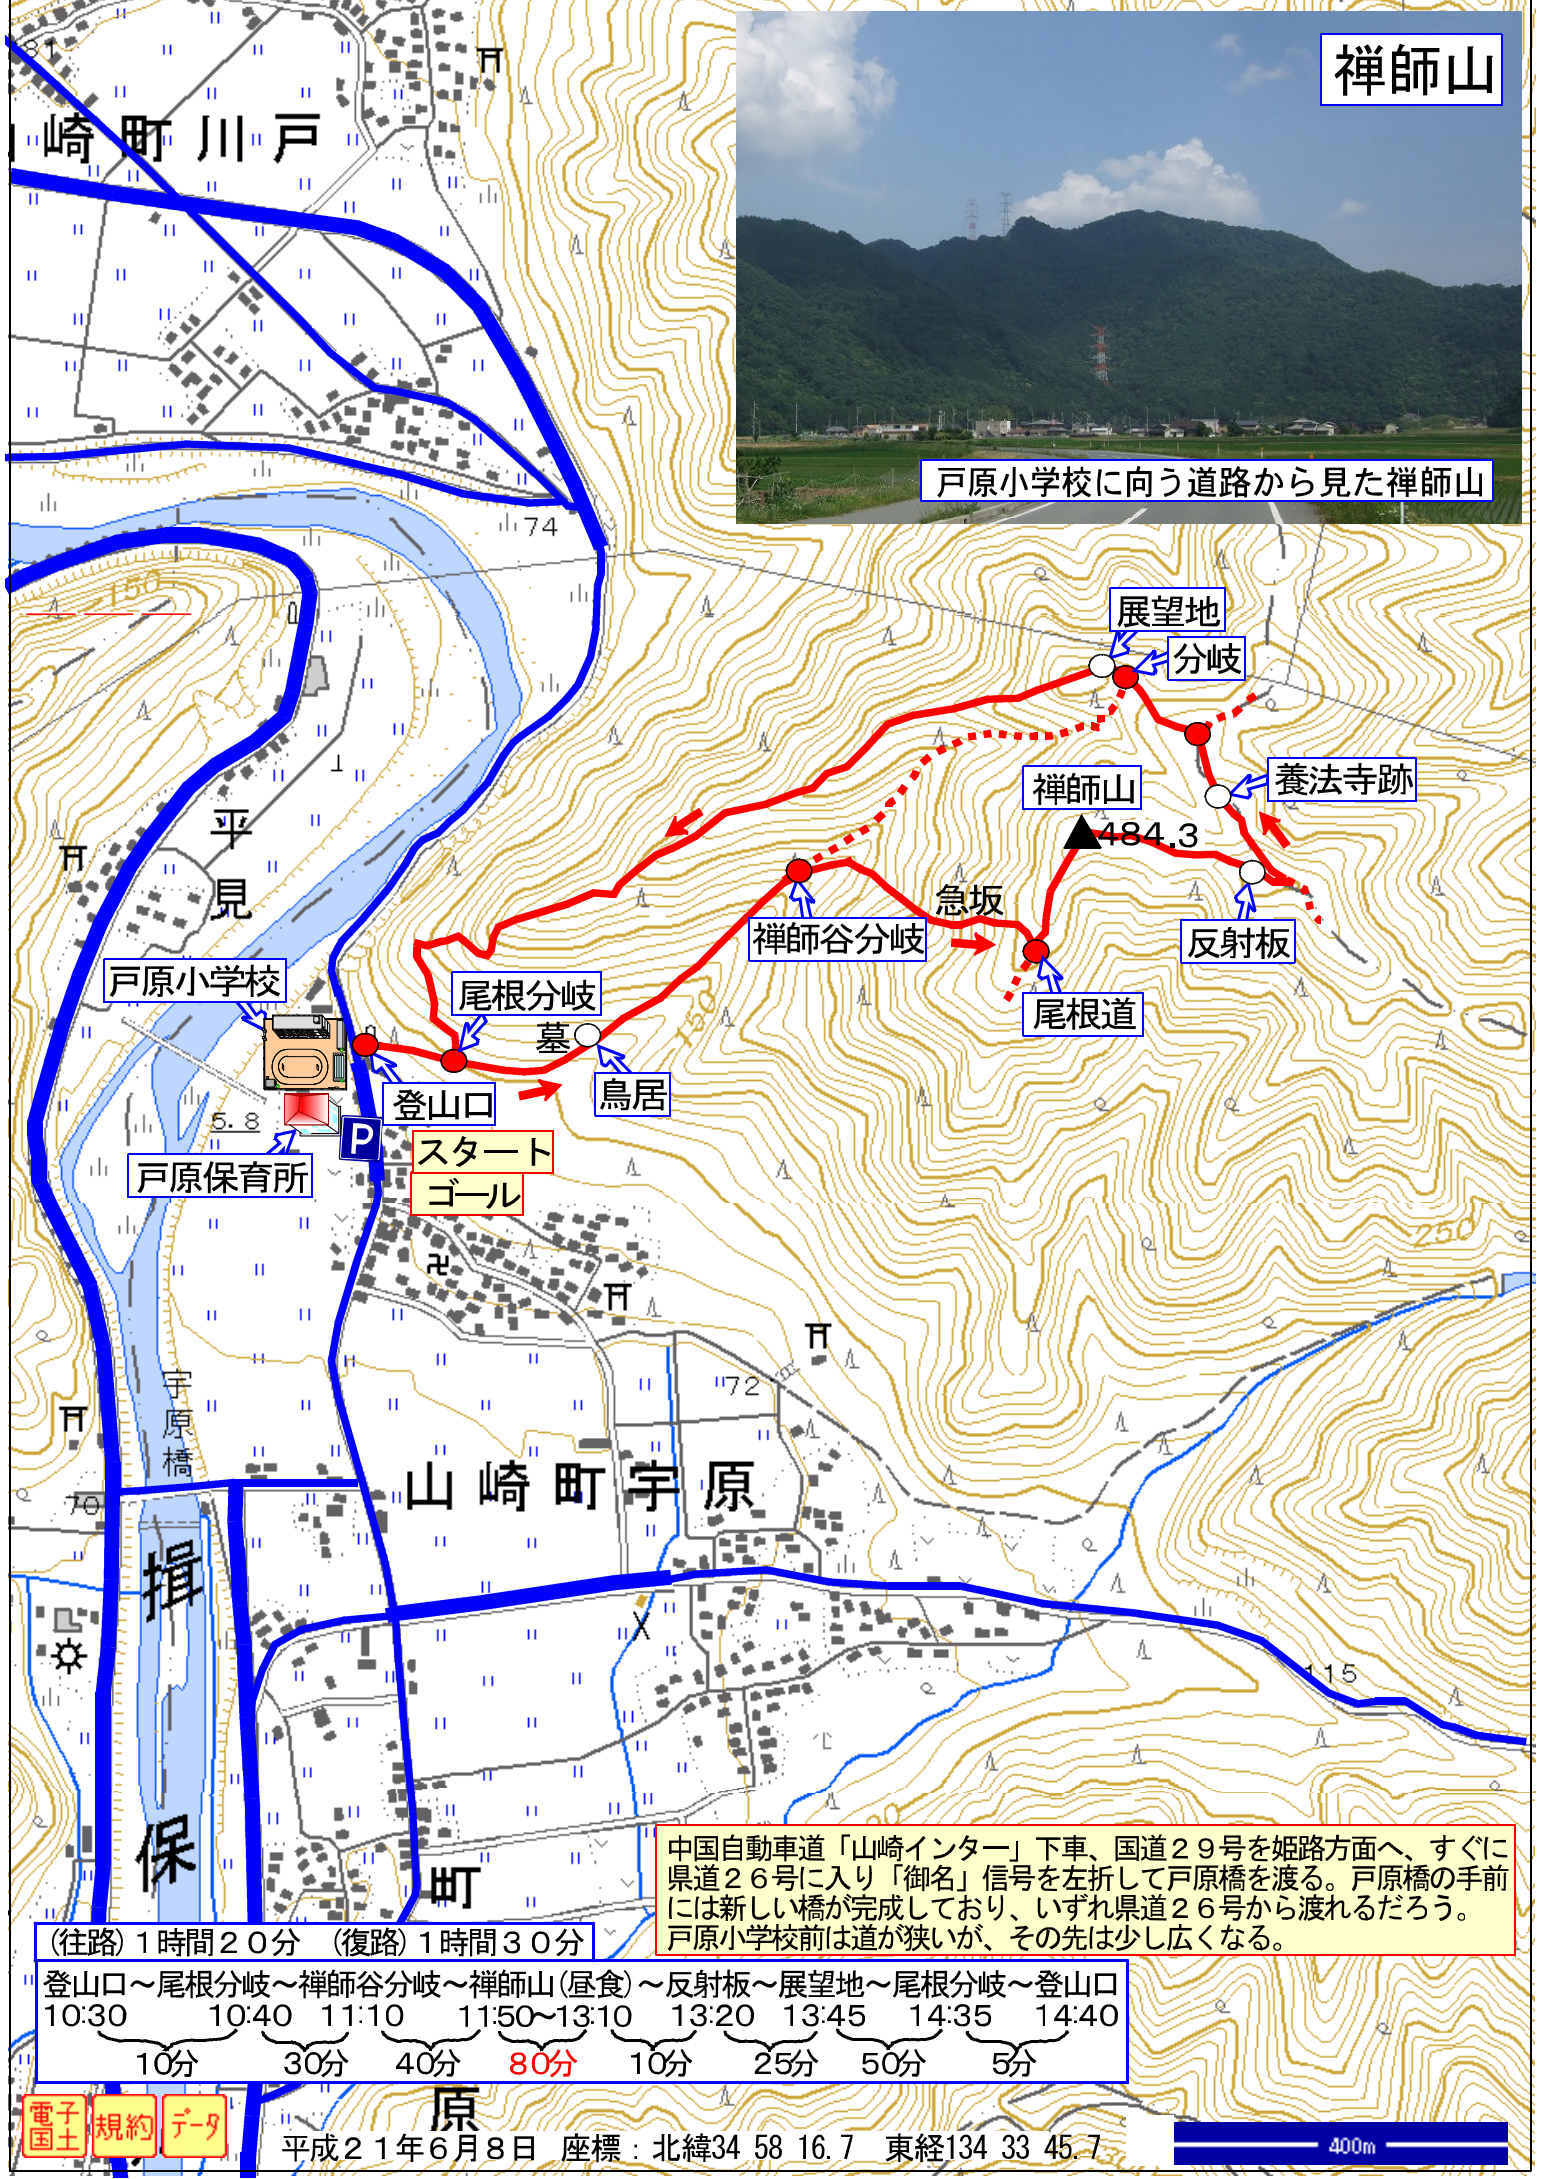 禅師山
戸原小学校に向う道路から見た禅師山
81
山崎町川戸
74
150
展望地
分岐
養法寺跡
禅師山
484.3
反射板
急坂
禅師谷分岐
尾根道
平見
戸原小学校
尾根分岐
墓
鳥居
登山口
150
5.8
P
スタート
ゴール
戸原保育所
250
宇原橋
72
70
山崎町宇原
揖保
115
町原
中国自動車道「山崎インター」下車、国道２９号を姫路方面へ、すぐに
県道２６号に入り「御名」信号を左折して戸原橋を渡る。戸原橋の手前
には新しい橋が完成しており、いずれ県道２６号から渡れるだろう。
戸原小学校前は道が狭いが、その先は少し広くなる。
(往路)１時間２０分　(復路)１時間３０分
登山口～尾根分岐～禅師谷分岐～禅師山(昼食)～反射板～展望地～尾根分岐～登山口
10:30 10:40 11:10 11:50～13:10 13:20 13:45 14:35 14:40
10分 30分 40分 80分 10分 25分 50分 5分
電子国土 規約 データ
平成２１年６月８日 座標：北緯34 58 16.7 東経134 33 45.7
400m